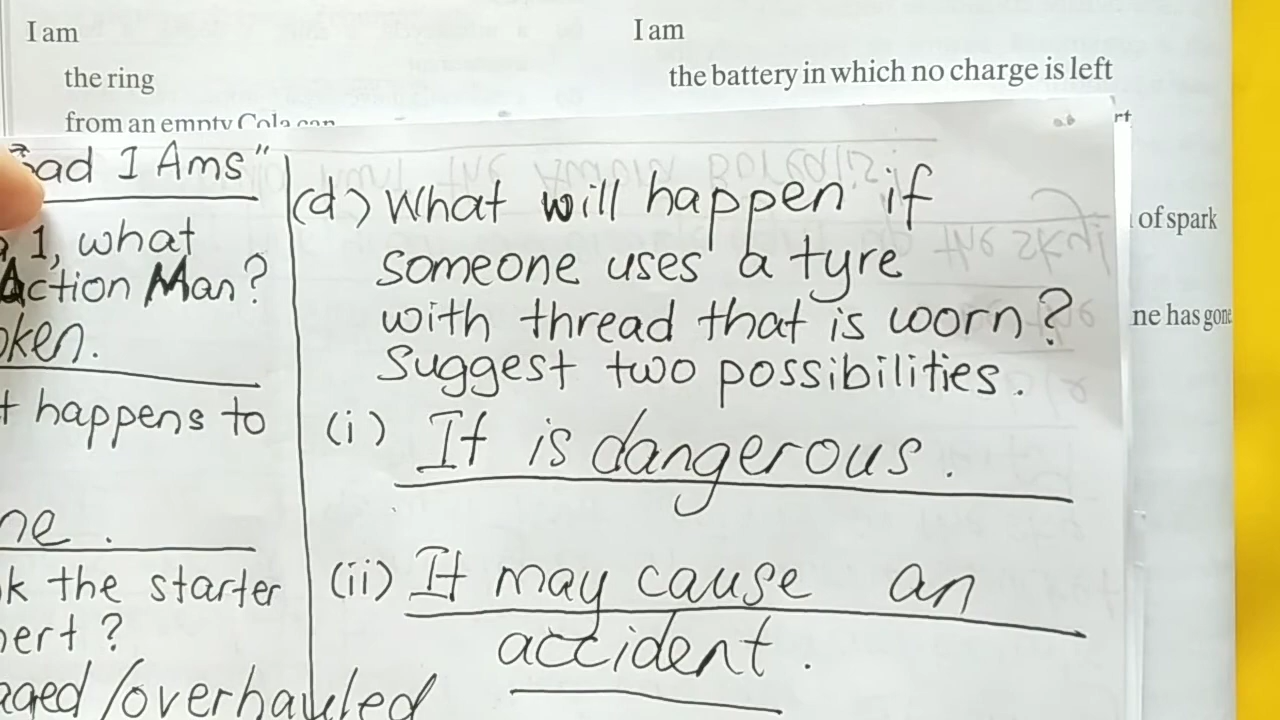 I am
the ring
from an empty Cola can
I am
the battery in which no charge is left
of spark
ne has gone
ad I Ams"
1, what
Action Man?
oken.
t happens to
ne.
k the starter
ert?
aged/overhauled
(d) What will happen if
someone uses a tyre
with thread that is worn?
Suggest two possibilities.
(i) It is dangerous.
(ii) It may cause an
accident.